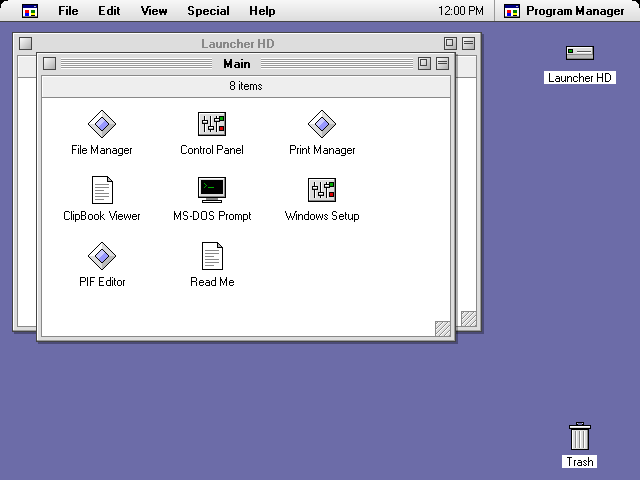 File Edit View Special Help 12:00 PM Program Manager
Launcher HD
Main
8 items
File Manager Control Panel Print Manager
ClipBook Viewer MS-DOS Prompt Windows Setup
PIF Editor Read Me
Launcher HD
Trash